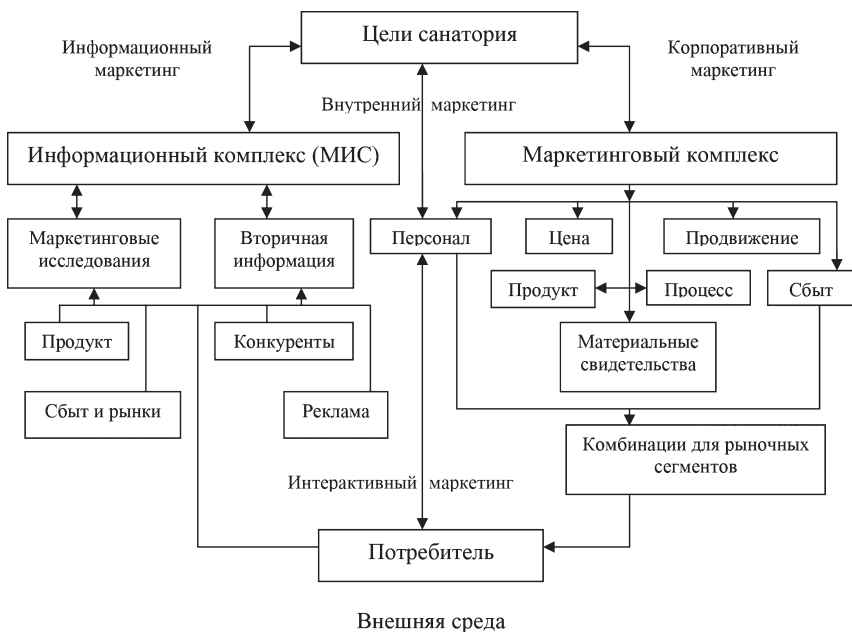 Цели санатория
Информационный
маркетинг
Корпоративный
маркетинг
Внутренний маркетинг
Информационный комплекс (МИС)
Маркетинговый комплекс
Маркетинговые
исследования
Вторичная
информация
Персонал
Цена
Продвижение
Продукт
Процесс
Сбыт
Продукт
Конкуренты
Материальные
свидетельства
Сбыт и рынки
Реклама
Комбинации для рыночных
сегментов
Интерактивный маркетинг
Потребитель
Внешняя среда